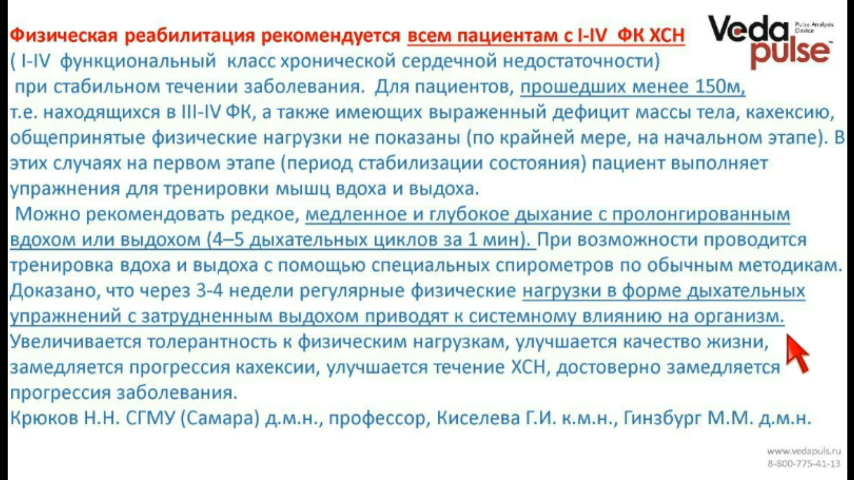 Физическая реабилитация рекомендуется всем пациентам с I-IV ФК ХСН
Veda pulse™
Pulse Analysis
Device
( I-IV функциональный класс хронической сердечной недостаточности)
при стабильном течении заболевания. Для пациентов, прошедших менее 150м,
т.е. находящихся в III-IV ФК, а также имеющих выраженный дефицит массы тела, кахексию,
общепринятые физические нагрузки не показаны (по крайней мере, на начальном этапе). В
этих случаях на первом этапе (период стабилизации состояния) пациент выполняет
упражнения для тренировки мышц вдоха и выдоха.
Можно рекомендовать редкое, медленное и глубокое дыхание с пролонгированным
вдохом или выдохом (4–5 дыхательных циклов за 1 мин). При возможности проводится
тренировка вдоха и выдоха с помощью специальных спирометров по обычным методикам.
Доказано, что через 3-4 недели регулярные физические нагрузки в форме дыхательных
упражнений с затрудненным выдохом приводят к системному влиянию на организм.
Увеличивается толерантность к физическим нагрузкам, улучшается качество жизни,
замедляется прогрессия кахексии, улучшается течение ХСН, достоверно замедляется
прогрессия заболевания.
Крюков Н.Н. СГМУ (Самара) д.м.н., профессор, Киселева Г.И. к.м.н., Гинзбург М.М. д.м.н.
www.vedapuls.ru
8-800-775-41-13